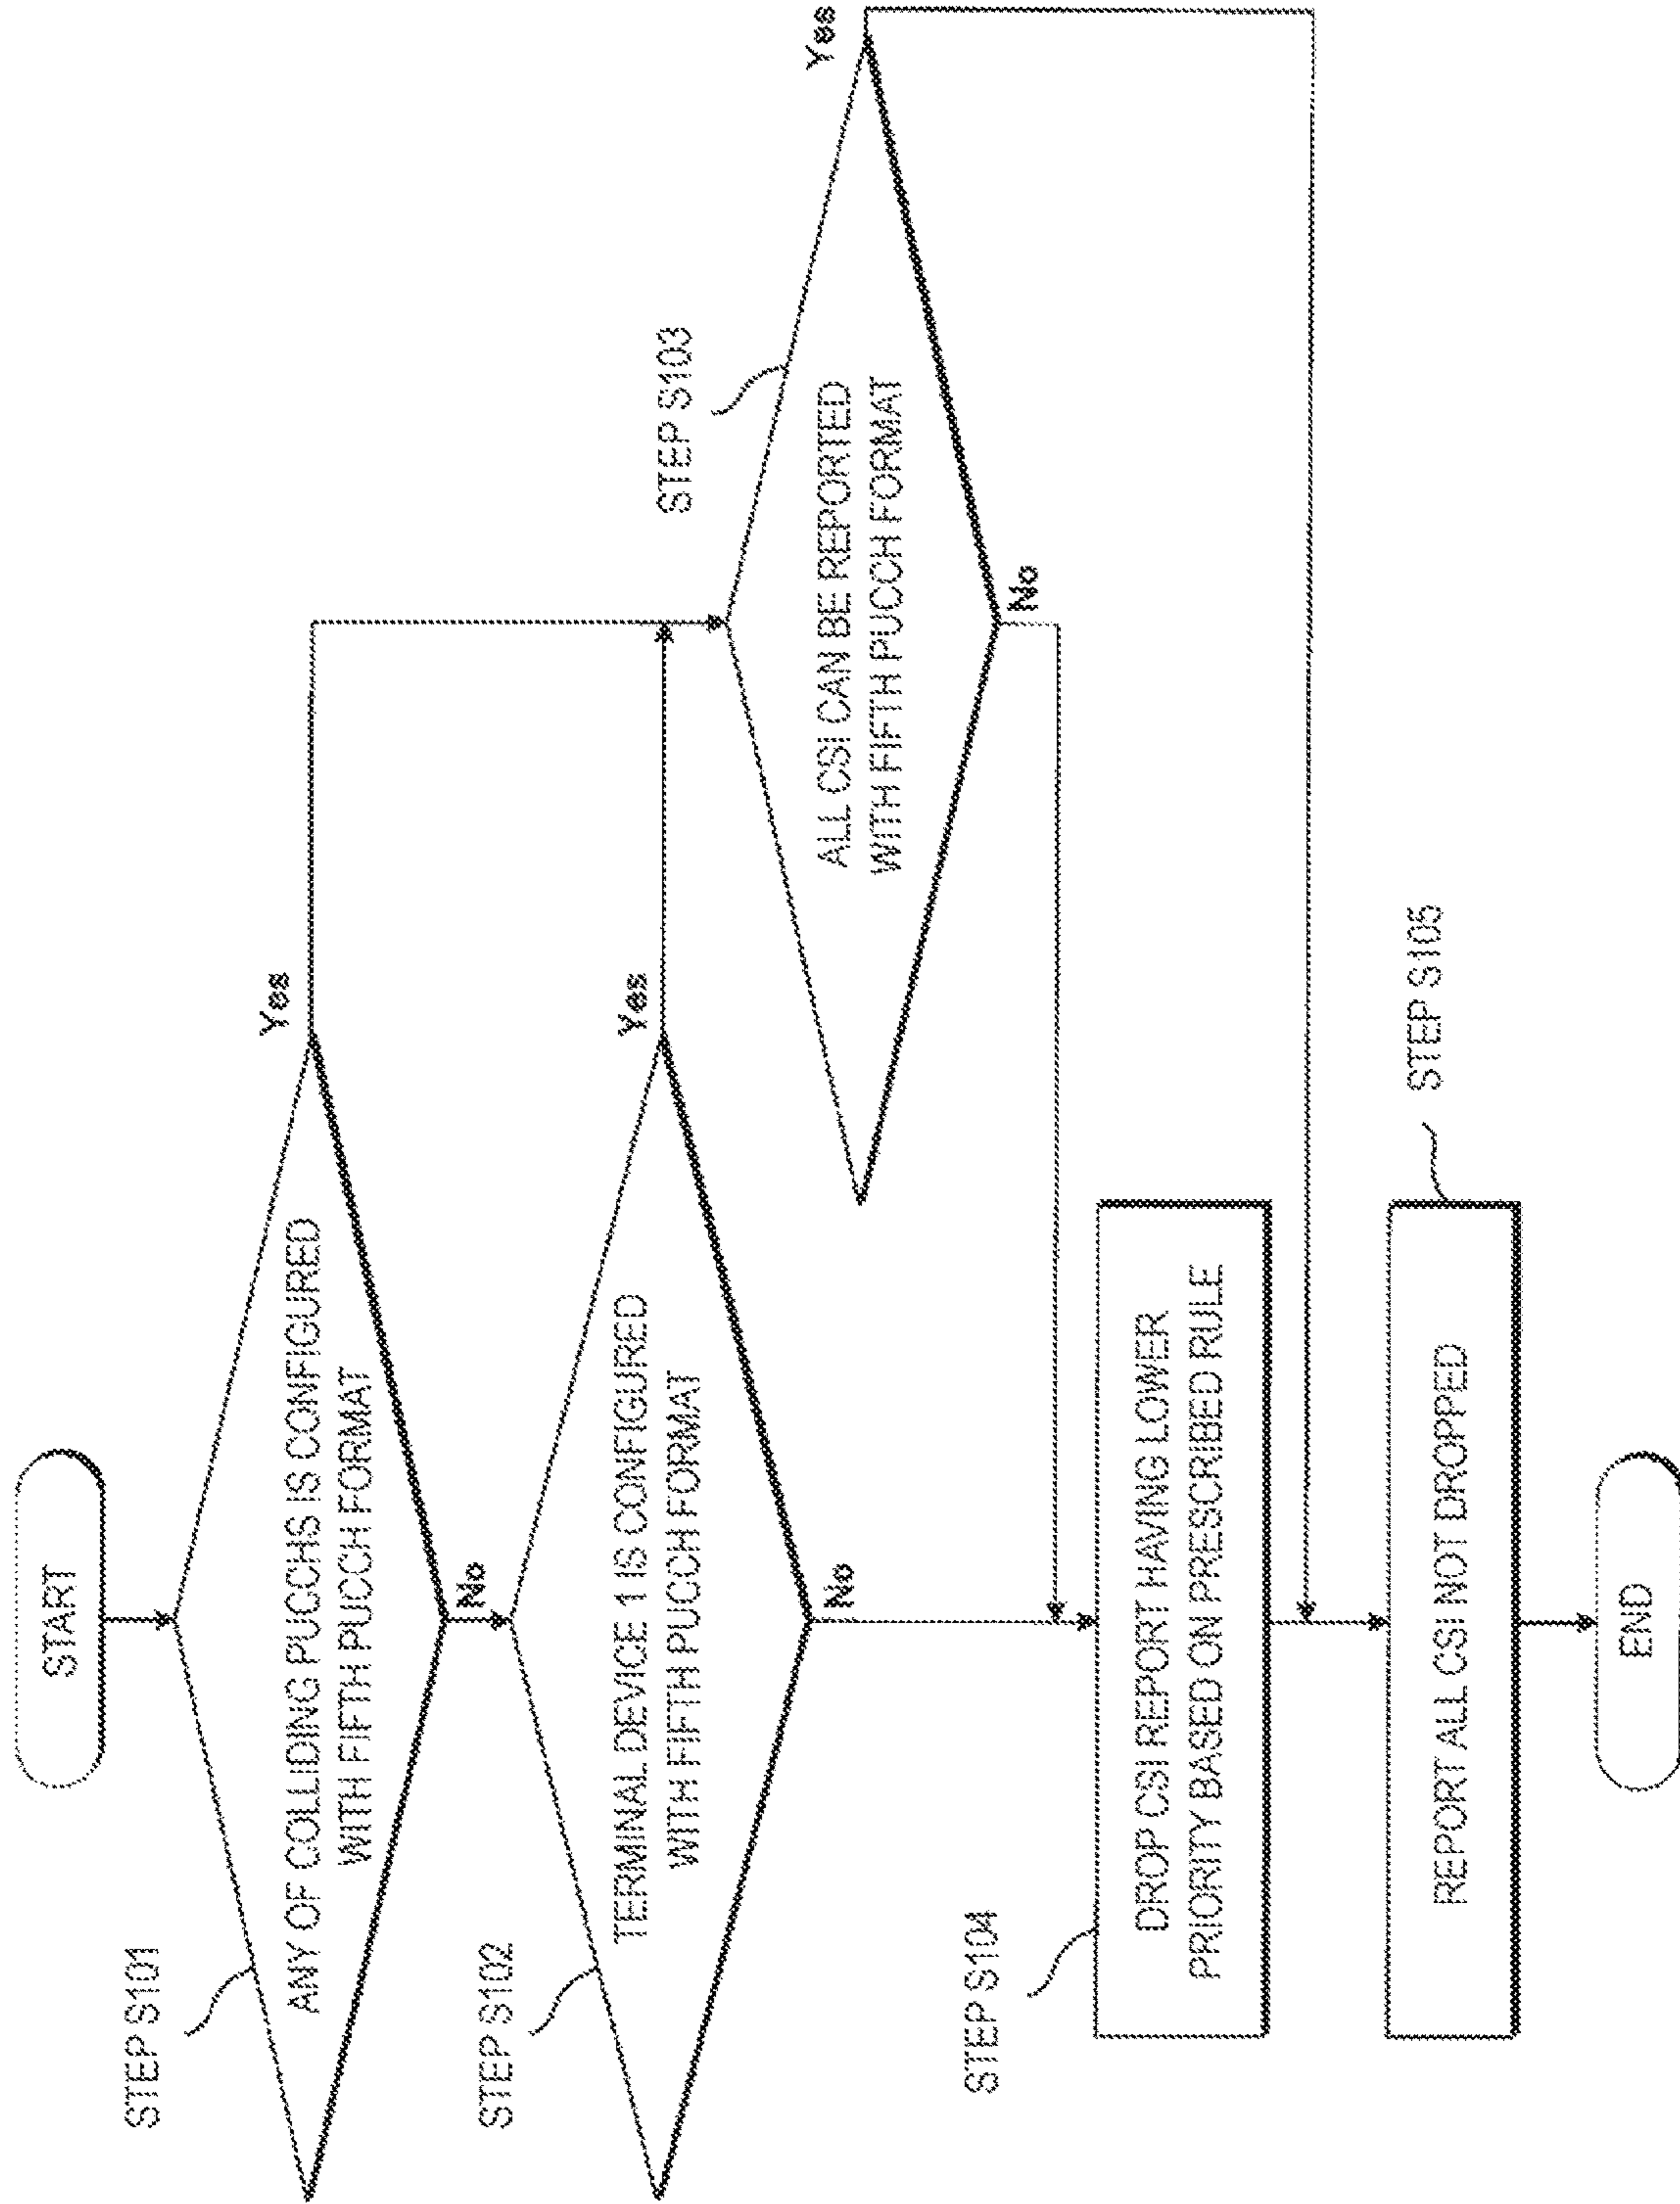 START
STEP S101
ANY OF COLLIDING PUCCHS IS CONFIGURED
WITH FIFTH PUCCH FORMAT
Yes
No
STEP S102
TERMINAL DEVICE 1 IS CONFIGURED
WITH FIFTH PUCCH FORMAT
Yes
No
STEP S103
ALL CSI CAN BE REPORTED
WITH FIFTH PUCCH FORMAT
Yes
No
STEP S104
DROP CSI REPORT HAVING LOWER
PRIORITY BASED ON PRESCRIBED RULE
STEP S105
REPORT ALL CSI NOT DROPPED
END